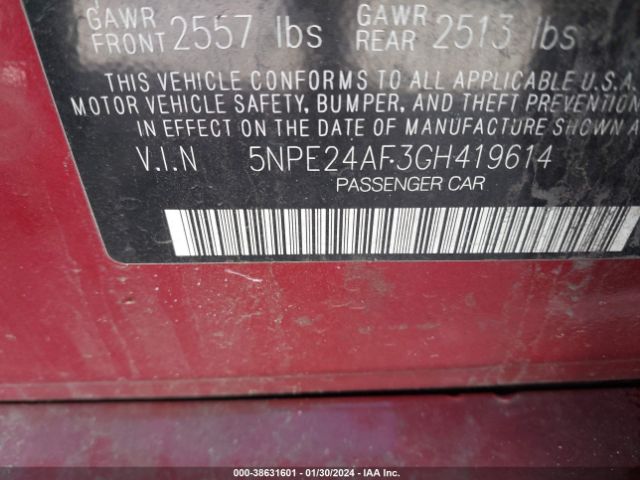 GAWR FRONT 2557 lbs GAWR REAR 2513 lbs
THIS VEHICLE CONFORMS TO ALL APPLICABLE U.S.A.
MOTOR VEHICLE SAFETY, BUMPER, AND THEFT PREVENTION
IN EFFECT ON THE DATE OF MANUFACTURE SHOWN A
V.I.N 5NPE24AF3GH419614
PASSENGER CAR
000-38631601 - 01/30/2024 - IAA Inc.